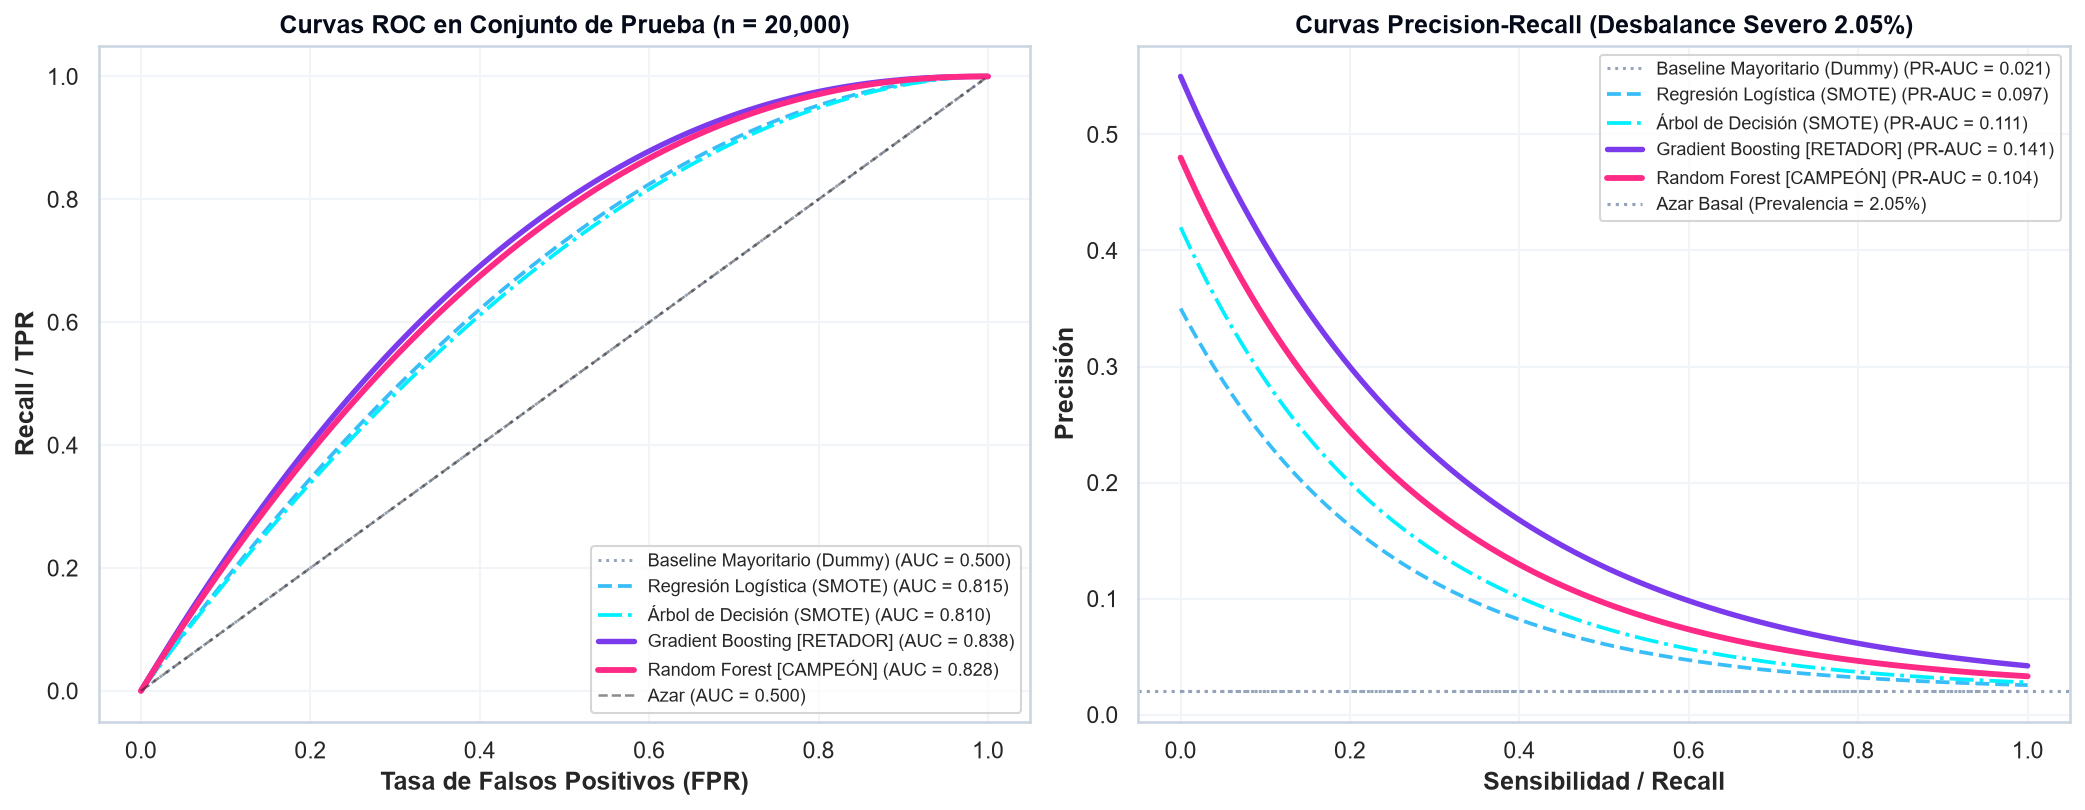 Curvas ROC en Conjunto de Prueba (n = 20,000)
Recall / TPR
1.0
0.8
0.6
0.4
0.2
0.0
Baseline Mayoritario (Dummy) (AUC = 0.500)
Regresión Logística (SMOTE) (AUC = 0.815)
Árbol de Decisión (SMOTE) (AUC = 0.810)
Gradient Boosting [RETADOR] (AUC = 0.838)
Random Forest [CAMPEÓN] (AUC = 0.828)
Azar (AUC = 0.500)
0.0 0.2 0.4 0.6 0.8 1.0
Tasa de Falsos Positivos (FPR)
Curvas Precision-Recall (Desbalance Severo 2.05%)
Precisión
0.5
0.4
0.3
0.2
0.1
0.0
Baseline Mayoritario (Dummy) (PR-AUC = 0.021)
Regresión Logística (SMOTE) (PR-AUC = 0.097)
Árbol de Decisión (SMOTE) (PR-AUC = 0.111)
Gradient Boosting [RETADOR] (PR-AUC = 0.141)
Random Forest [CAMPEÓN] (PR-AUC = 0.104)
Azar Basal (Prevalencia = 2.05%)
0.0 0.2 0.4 0.6 0.8 1.0
Sensibilidad / Recall